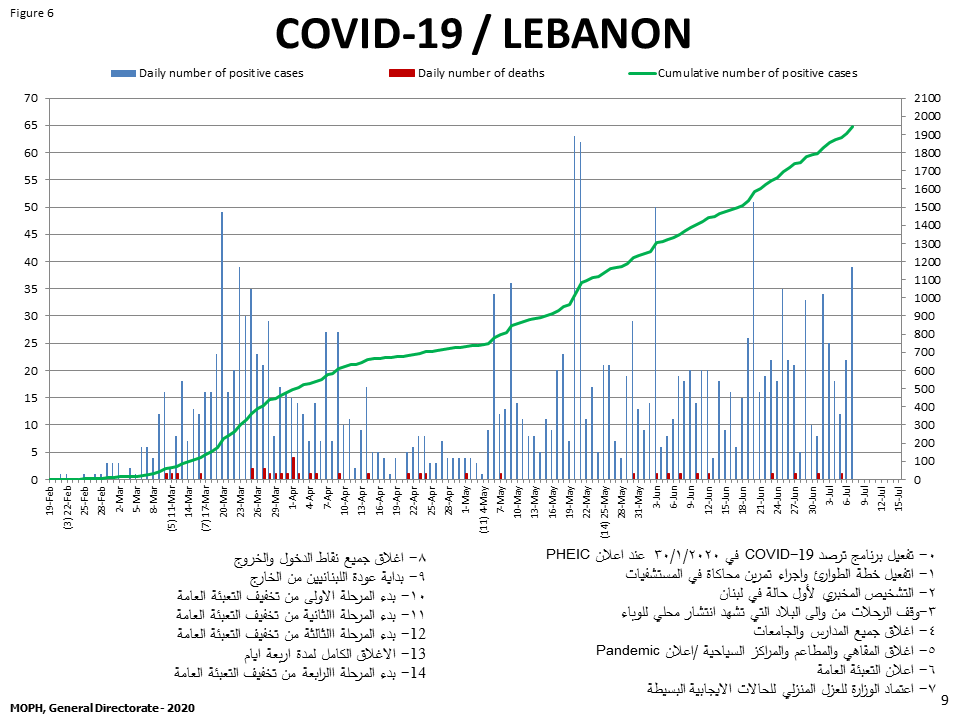 Figure 6
COVID-19 / LEBANON
Daily number of positive cases
Daily number of deaths
Cumulative number of positive cases
70
65
60
55
50
45
40
35
30
25
20
15
10
5
0
2100
2000
1900
1800
1700
1600
1500
1400
1300
1200
1100
1000
900
800
700
600
500
400
300
200
100
0
19-Feb
(3) 22-Feb
25-Feb
28-Feb
2-Mar
5-Mar
8-Mar
(5) 11-Mar
14-Mar
(7) 17-Mar
20-Mar
23-Mar
26-Mar
29-Mar
1-Apr
4-Apr
7-Apr
10-Apr
13-Apr
16-Apr
19-Apr
22-Apr
25-Apr
28-Apr
1-May
(11) 4-May
7-May
10-May
13-May
16-May
19-May
22-May
(14) 25-May
28-May
31-May
3-Jun
6-Jun
9-Jun
12-Jun
15-Jun
18-Jun
21-Jun
24-Jun
27-Jun
30-Jun
3-Jul
6-Jul
9-Jul
12-Jul
15-Jul
٠- تفعيل برنامج ترصد COVID-19 في ٣٠/١/٢٠٢٠ عند اعلان PHEIC
١- اتفعيل خطة الطوارئ واجراء تمرين محاكاة في المستشفيات
٢- التشخيص المخبري لأول حالة في لبنان
٣-وقف الرحلات من والى البلاد التي تشهد انتشار محلي للوباء
٤- اغلاق جميع المدارس والجامعات
٥- اغلاق المقاهي والمطاعم والمراكز السياحية /اعلان Pandemic
٦- اعلان التعبئة العامة
٧- اعتماد الوزارة للعزل المنزلي للحالات الايجابية البسيطة
٨- اغلاق جميع نقاط الدخول والخروج
٩- بداية عودة اللبنانيين من الخارج
١٠- بدء المرحلة الاولى من تخفيف التعبئة العامة
١١- بدء المرحلة االثانية من تخفيف التعبئة العامة
12- بدء المرحلة االثالثة من تخفيف التعبئة العامة
13- الاغلاق الكامل لمدة اربعة ايام
14- بدء المرحلة االرابعة من تخفيف التعبئة العامة
MOPH, General Directorate - 2020
9